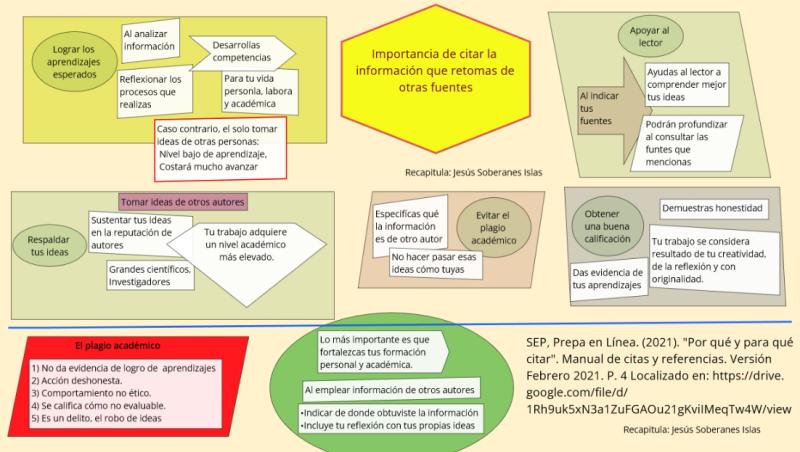 Importancia de citar la
información que retomas de
otras fuentes
Recapitula: Jesús Soberanes Islas
Lograr los
aprendizajes
esperados
Al analizar
información
Reflexionar los
procesos que
realizas
Desarrollas
competencias
Para tu vida
personla, labora
y académica
Caso contrario, el solo tomar
ideas de otras personas:
Nivel bajo de aprendizaje,
Costará mucho avanzar
Apoyar al
lector
Al indicar
tus
fuentes
Ayudas al lector a
comprender mejor
tus ideas
Podrán profundizar
al consultar las
funtes que
mencionas
Tomar ideas de otros autores
Respaldar
tus ideas
Sustentar tus ideas
en la reputación de
autores
Grandes científicos,
Investigadores
Tu trabajo adquiere
un nivel académico
más elevado.
Especificas qué
la información
es de otro autor
Evitar el
plagio
académico
No hacer pasar esas
ideas cómo tuyas
Obtener
una buena
calificación
Demuestras honestidad
Das evidencia de
tus aprendizajes
Tu trabajo se considera
resultado de tu creatividad,
de la reflexión y con
originalidad.
El plagio académico
1) No da evidencia de logro de aprendizajes
2) Acción deshonesta.
3) Comportamiento no ético.
4) Se califica cómo no evaluable.
5) Es un delito, el robo de ideas
Lo más importante es que
fortalezcas tus formación
personal y académica.
Al emplear información de otros autores
•Indicar de donde obtuviste la información
•Incluye tu reflexión con tus propias ideas
SEP, Prepa en Línea. (2021). "Por qué y para qué
citar". Manual de citas y referencias. Versión
Febrero 2021. P. 4 Localizado en: https://drive.
google.com/file/d/
1Rh9uk5xN3a1ZuFGAOu21gKviIMeqTw4W/view
Recapitula: Jesús Soberanes Islas